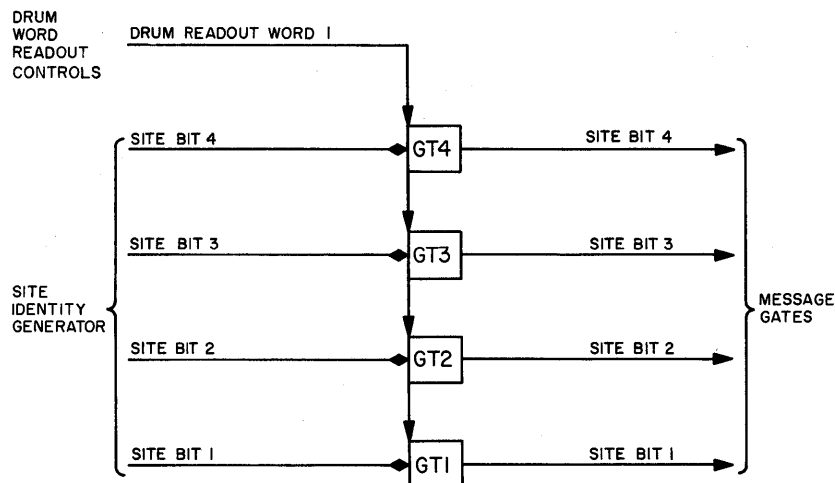 DRUM
WORD
READOUT
CONTROLS
DRUM READOUT WORD 1
SITE BIT 4
GT4
SITE BIT 4
SITE BIT 3
GT3
SITE BIT 3
SITE
IDENTITY
GENERATOR
MESSAGE
GATES
SITE BIT 2
GT2
SITE BIT 2
SITE BIT 1
GT1
SITE BIT 1